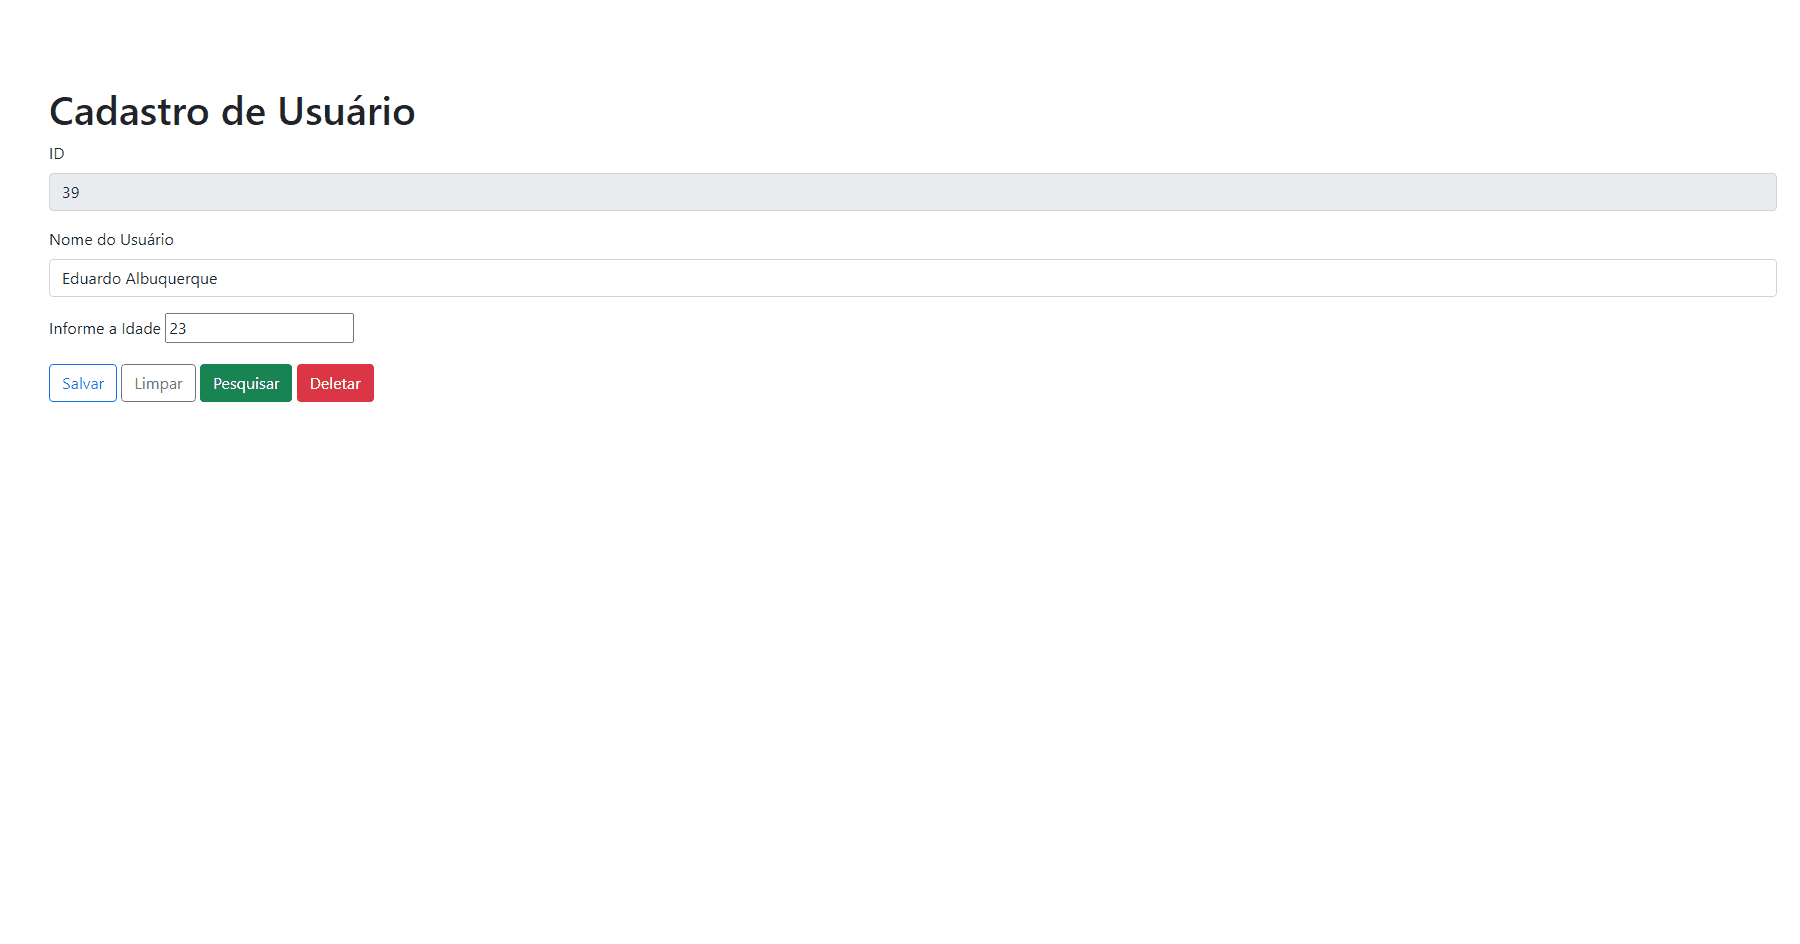 Cadastro de Usuário
ID
39
Nome do Usuário
Eduardo Albuquerque
Informe a Idade 23
Salvar Limpar Pesquisar Deletar